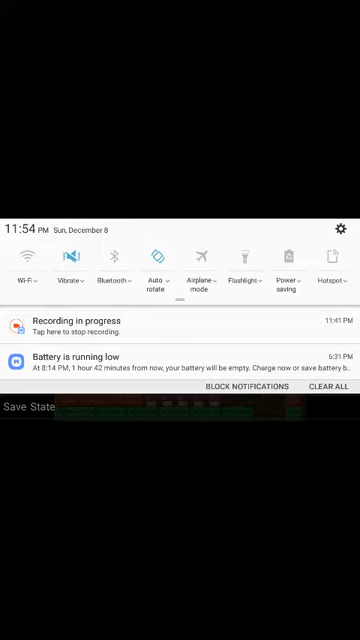 11:54 PM Sun, December 8
Wi-Fi Vibrate Bluetooth Auto rotate Airplane mode Flashlight Power saving Hotspot
Recording in progress 11:41 PM
Tap here to stop recording.
Battery is running low 6:31 PM
At 8:14 PM, 1 hour 42 minutes from now, your battery will be empty. Charge now or save battery b..
BLOCK NOTIFICATIONS CLEAR ALL
Save State